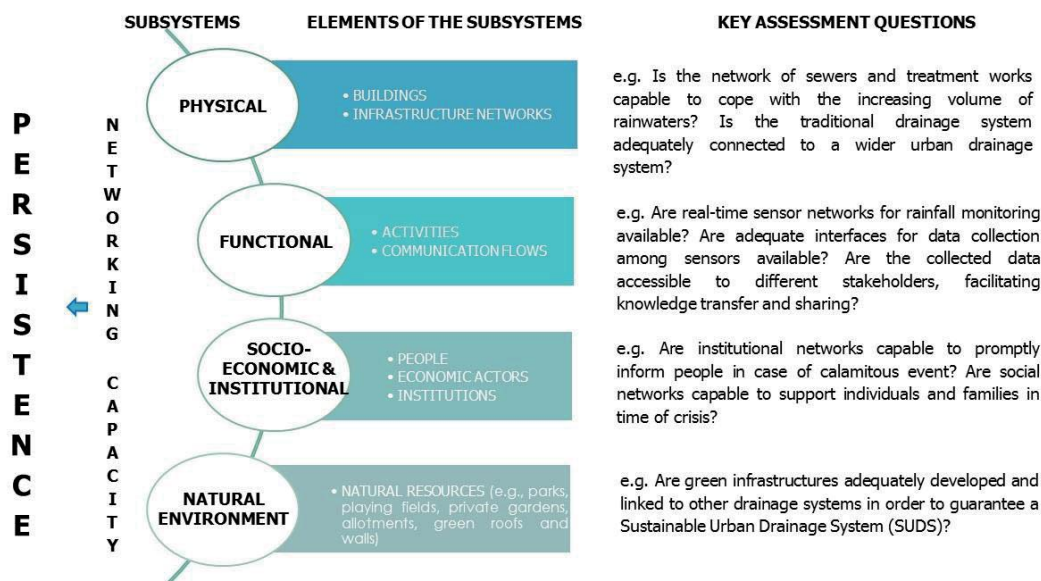 SUBSYSTEMS
ELEMENTS OF THE SUBSYSTEMS
KEY ASSESSMENT QUESTIONS
PERSISTENCE
NETWORKING CAPACITY
PHYSICAL
• BUILDINGS
• INFRASTRUCTURE NETWORKS
e.g. Is the network of sewers and treatment works
capable to cope with the increasing volume of
rainwaters? Is the traditional drainage system
adequately connected to a wider urban drainage
system?
FUNCTIONAL
• ACTIVITIES
• COMMUNICATION FLOWS
e.g. Are real-time sensor networks for rainfall monitoring
available? Are adequate interfaces for data collection
among sensors available? Are the collected data
accessible to different stakeholders, facilitating
knowledge transfer and sharing?
SOCIO-
ECONOMIC &
INSTITUTIONAL
• PEOPLE
• ECONOMIC ACTORS
• INSTITUTIONS
e.g. Are institutional networks capable to promptly
inform people in case of calamitous event? Are social
networks capable to support individuals and families in
time of crisis?
NATURAL
ENVIRONMENT
• NATURAL RESOURCES (e.g., parks,
playing fields, private gardens,
allotments, green roofs and
walls)
e.g. Are green infrastructures adequately developed and
linked to other drainage systems in order to guarantee a
Sustainable Urban Drainage System (SUDS)?